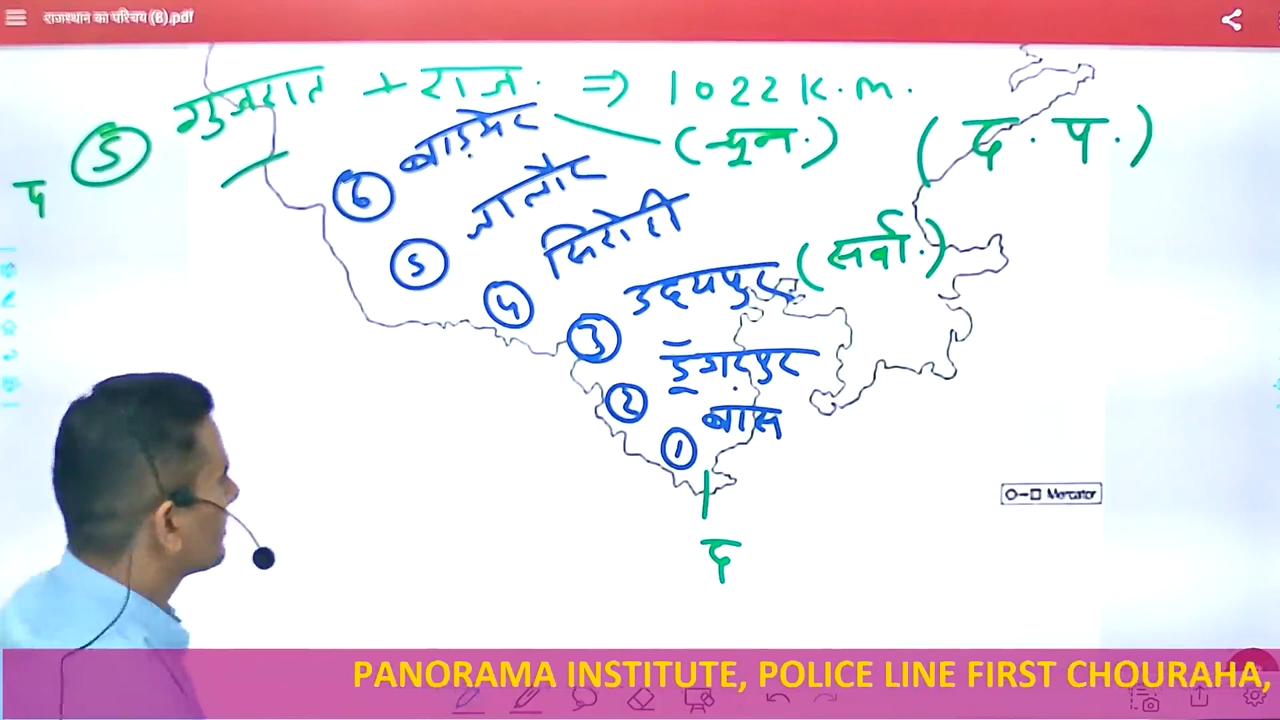 राजस्थान का परिचय (B).pdf
⑤ गुजरात + राज. ⇒ 1022 K.m. (द. प.)
द
⑥ बाड़मेर (न्यून.)
⑤ जालौर
④ सिरोही
③ उदयपुर (सर्वा.)
② डूँगरपुर
① बास
द
O-□ Mercator
PANORAMA INSTITUTE, POLICE LINE FIRST CHOURAHA,